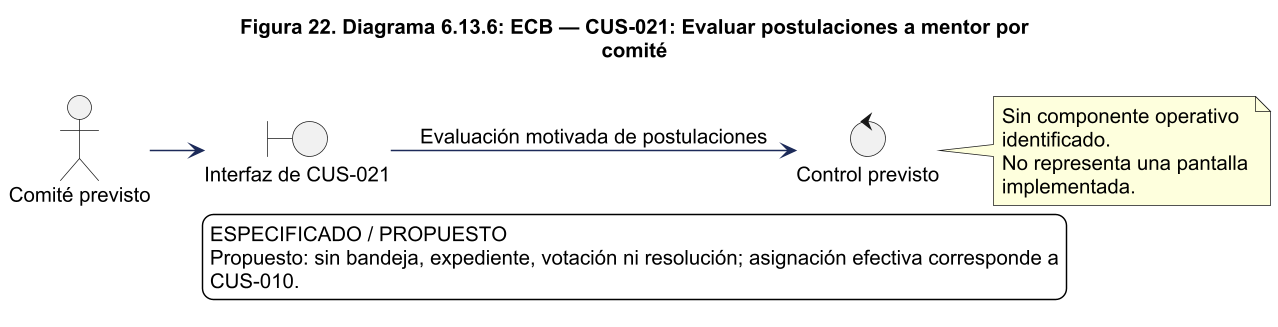 Figura 22. Diagrama 6.13.6: ECB — CUS-021: Evaluar postulaciones a mentor por
comité
Comité previsto
Interfaz de CUS-021
Evaluación motivada de postulaciones
Control previsto
Sin componente operativo
identificado.
No representa una pantalla
implementada.
ESPECIFICADO / PROPUESTO
Propuesto: sin bandeja, expediente, votación ni resolución; asignación efectiva corresponde a
CUS-010.